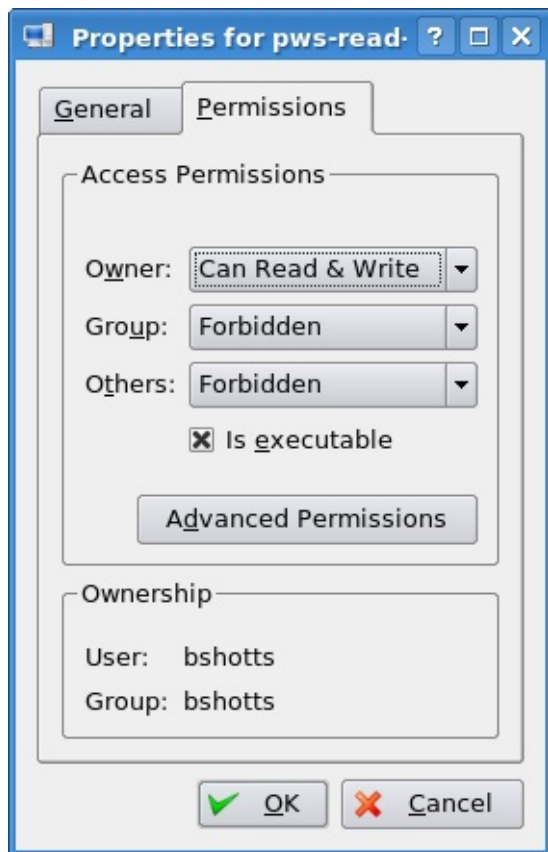 Properties for pws-read-
General
Permissions
Access Permissions
Owner: Can Read & Write
Group: Forbidden
Others: Forbidden
Is executable
Advanced Permissions
Ownership
User: bshotts
Group: bshotts
OK
Cancel